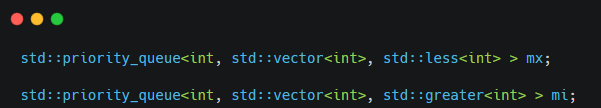 std::priority_queue<int, std::vector<int>, std::less<int> > mx;
std::priority_queue<int, std::vector<int>, std::greater<int> > mi;